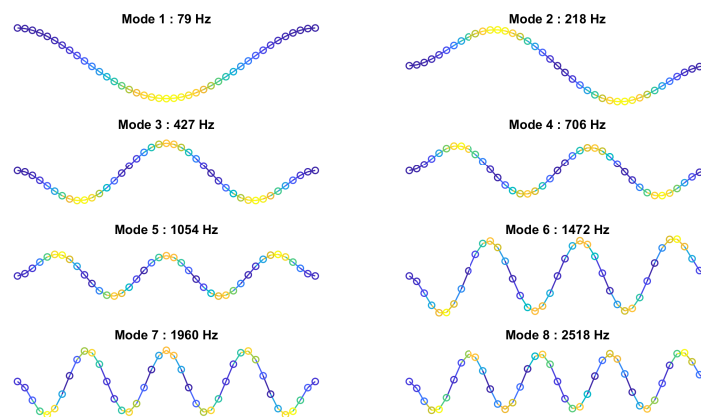 Mode 1 : 79 Hz
Mode 2 : 218 Hz
Mode 3 : 427 Hz
Mode 4 : 706 Hz
Mode 5 : 1054 Hz
Mode 6 : 1472 Hz
Mode 7 : 1960 Hz
Mode 8 : 2518 Hz